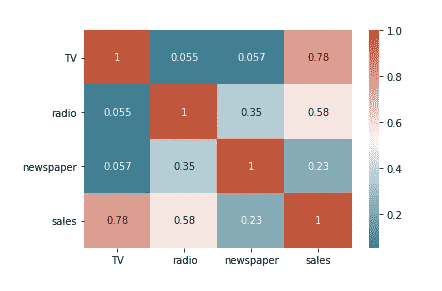 TV 1 0.055 0.057 0.78
radio 0.055 1 0.35 0.58
newspaper 0.057 0.35 1 0.23
sales 0.78 0.58 0.23 1
TV radio newspaper sales
1.0
0.8
0.6
0.4
0.2